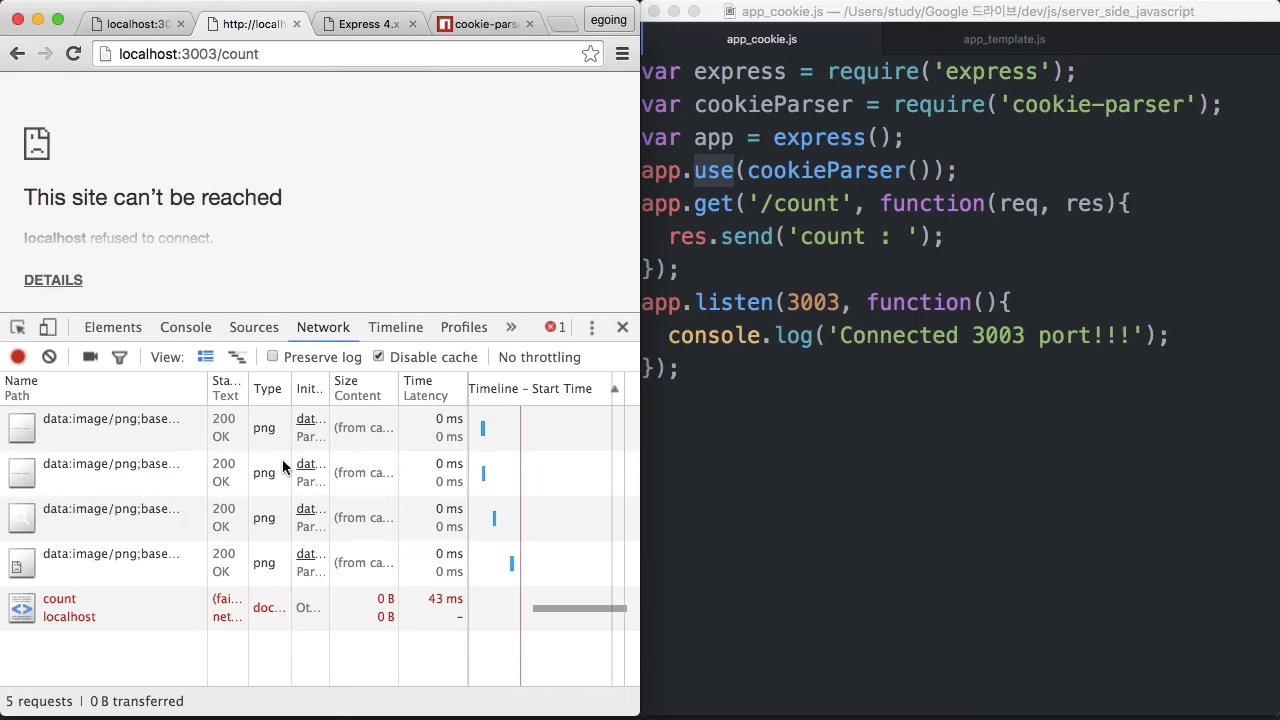 localhost:30
http://localh
Express 4.x
cookie-pars
egoing
localhost:3003/count
This site can't be reached
localhost refused to connect.
DETAILS
Elements
Console
Sources
Network
Timeline
Profiles
»
1
View:
Preserve log
Disable cache
No throttling
Name
Path
Sta...
Text
Type
Init..
Size
Content
Time
Latency
Timeline – Start Time
data:image/png;base...
200
OK
png
dat...
Par...
(from ca...
0 ms
0 ms
data:image/png;base...
200
OK
png
dat...
Par...
(from ca...
0 ms
0 ms
data:image/png;base...
200
OK
png
dat...
Par...
(from ca...
0 ms
0 ms
data:image/png;base...
200
OK
png
dat...
Par...
(from ca...
0 ms
0 ms
count
localhost
(fai...
net...
doc...
Ot...
0 B
0 B
43 ms
–
5 requests | 0 B transferred
app_cookie.js — /Users/study/Google 드라이브/dev/js/server_side_javascript
app_cookie.js
app_template.js
var express = require('express');
var cookieParser = require('cookie-parser');
var app = express();
app.use(cookieParser());
app.get('/count', function(req, res){
res.send('count : ');
});
app.listen(3003, function(){
console.log('Connected 3003 port!!!');
});